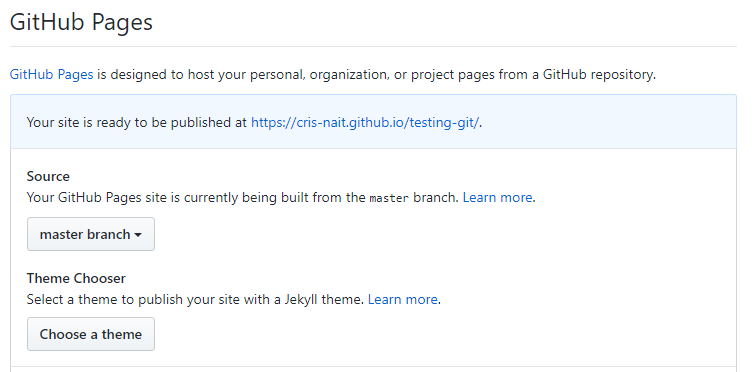 GitHub Pages
GitHub Pages is designed to host your personal, organization, or project pages from a GitHub repository.
Your site is ready to be published at https://cris-nait.github.io/testing-git/.
Source
Your GitHub Pages site is currently being built from the master branch. Learn more.
master branch
Theme Chooser
Select a theme to publish your site with a Jekyll theme. Learn more.
Choose a theme